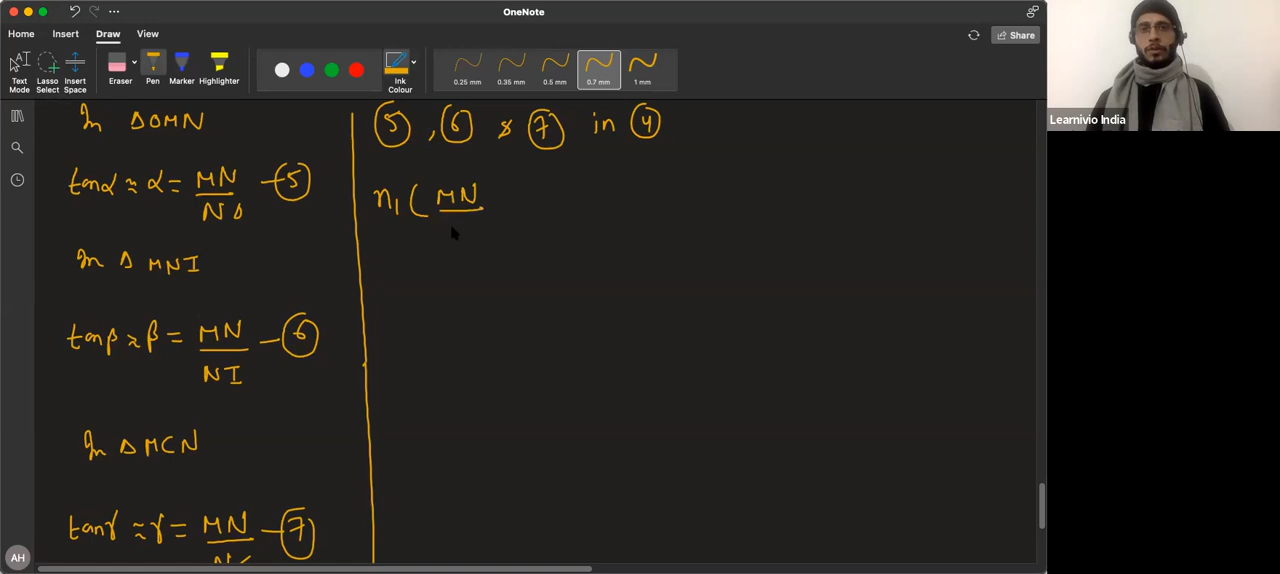 OneNote
Home Insert Draw View
Share
Text Mode
Lasso Select
Insert Space
Eraser
Pen
Marker
Highlighter
Ink Colour
0.25 mm
0.35 mm
0.5 mm
0.7 mm
1 mm
Learnivio India
In ΔOMN
tanα ≈ α = MN/NO —⑤
In Δ MNI
tanβ ≈ β = MN/NI —⑥
In Δ MCN
tanγ ≈ γ = MN/NC —⑦
⑤ , ⑥ & ⑦ in ④
n₁ ( MN
AH